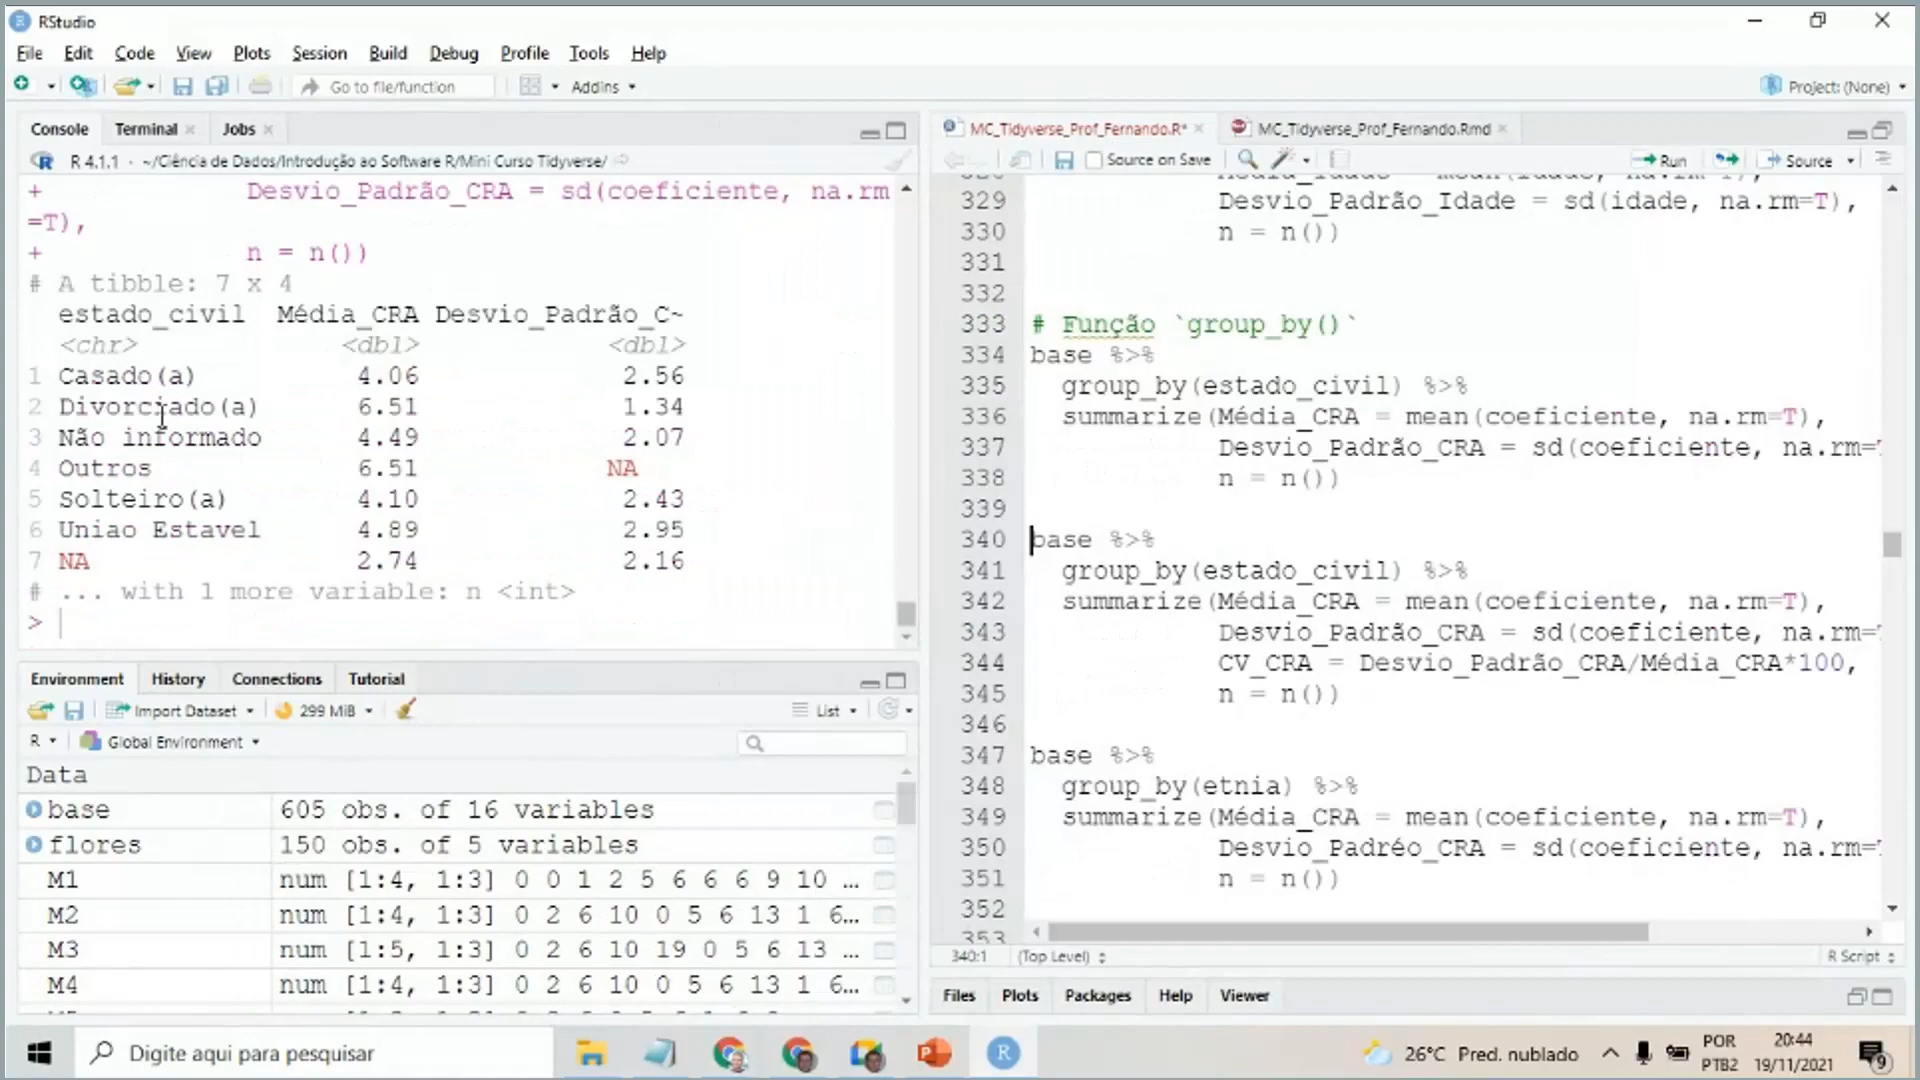 RStudio
File Edit Code View Plots Session Build Debug Profile Tools Help
Go to file/function Addins Project: (None)
Console Terminal Jobs
R 4.1.1 · ~/Ciência de Dados/Introdução ao Software R/Mini Curso Tidyverse/
+ Desvio_Padrão_CRA = sd(coeficiente, na.rm
=T),
+ n = n())
# A tibble: 7 x 4
estado_civil Média_CRA Desvio_Padrão_C~
<chr> <dbl> <dbl>
1 Casado(a) 4.06 2.56
2 Divorciado(a) 6.51 1.34
3 Não informado 4.49 2.07
4 Outros 6.51 NA
5 Solteiro(a) 4.10 2.43
6 Uniao Estavel 4.89 2.95
7 NA 2.74 2.16
# ... with 1 more variable: n <int>
>
Environment History Connections Tutorial
Import Dataset 299 MiB List
R Global Environment
Data
base 605 obs. of 16 variables
flores 150 obs. of 5 variables
M1 num [1:4, 1:3] 0 0 1 2 5 6 6 6 9 10 ...
M2 num [1:4, 1:3] 0 2 6 10 0 5 6 13 1 6...
M3 num [1:5, 1:3] 0 2 6 10 19 0 5 6 13 ...
M4 num [1:4, 1:3] 0 2 6 10 0 5 6 13 1 6...
MC_Tidyverse_Prof_Fernando.R* MC_Tidyverse_Prof_Fernando.Rmd
Source on Save Run Source
329 Desvio_Padrão_Idade = sd(idade, na.rm=T),
330 n = n())
331
332
333 # Função `group_by()`
334 base %>%
335 group_by(estado_civil) %>%
336 summarize(Média_CRA = mean(coeficiente, na.rm=T),
337 Desvio_Padrão_CRA = sd(coeficiente, na.rm=
338 n = n())
339
340 base %>%
341 group_by(estado_civil) %>%
342 summarize(Média_CRA = mean(coeficiente, na.rm=T),
343 Desvio_Padrão_CRA = sd(coeficiente, na.rm=
344 CV_CRA = Desvio_Padrão_CRA/Média_CRA*100,
345 n = n())
346
347 base %>%
348 group_by(etnia) %>%
349 summarize(Média_CRA = mean(coeficiente, na.rm=T),
350 Desvio_Padréo_CRA = sd(coeficiente, na.rm=
351 n = n())
352
353
340:1 (Top Level) R Script
Files Plots Packages Help Viewer
Digite aqui para pesquisar
26°C Pred. nublado
POR
PTB2
20:44
19/11/2021
9